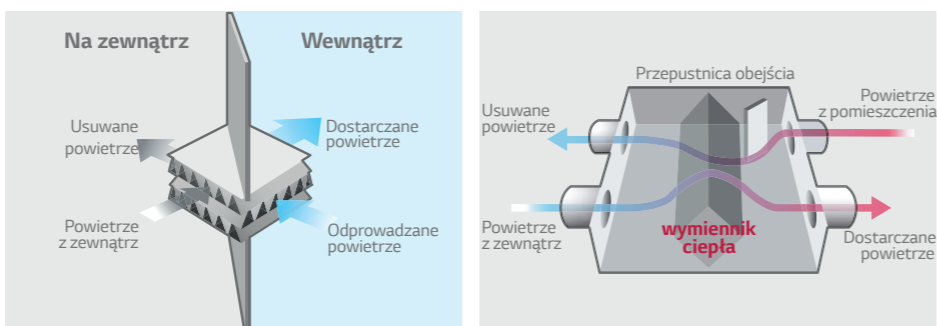 Na zewnątrz
Wewnątrz
Usuwane
powietrze
Dostarczane
powietrze
Powietrze
z zewnątrz
Odprowadzane
powietrze
Przepustnica obejścia
Usuwane
powietrze
Powietrze
z pomieszczenia
Powietrze
z zewnątrz
wymiennik
ciepła
Dostarczane
powietrze